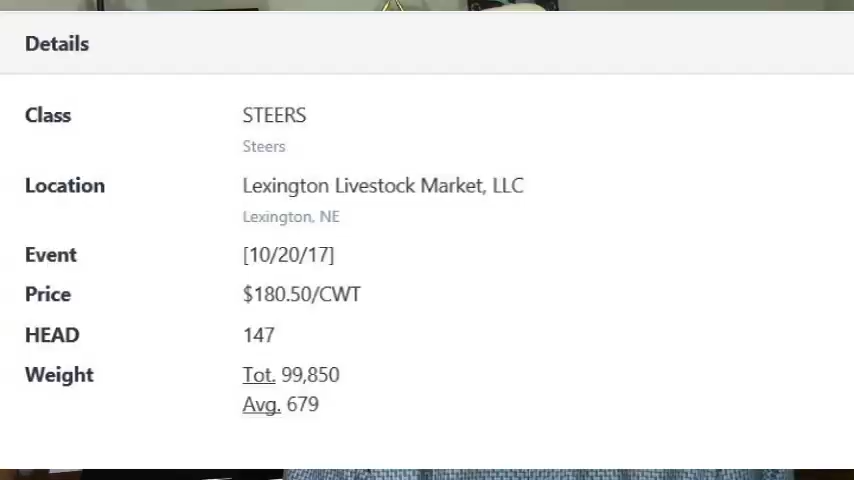 Details
Class STEERS
Steers
Location Lexington Livestock Market, LLC
Lexington, NE
Event [10/20/17]
Price $180.50/CWT
HEAD 147
Weight Tot. 99,850
Avg. 679